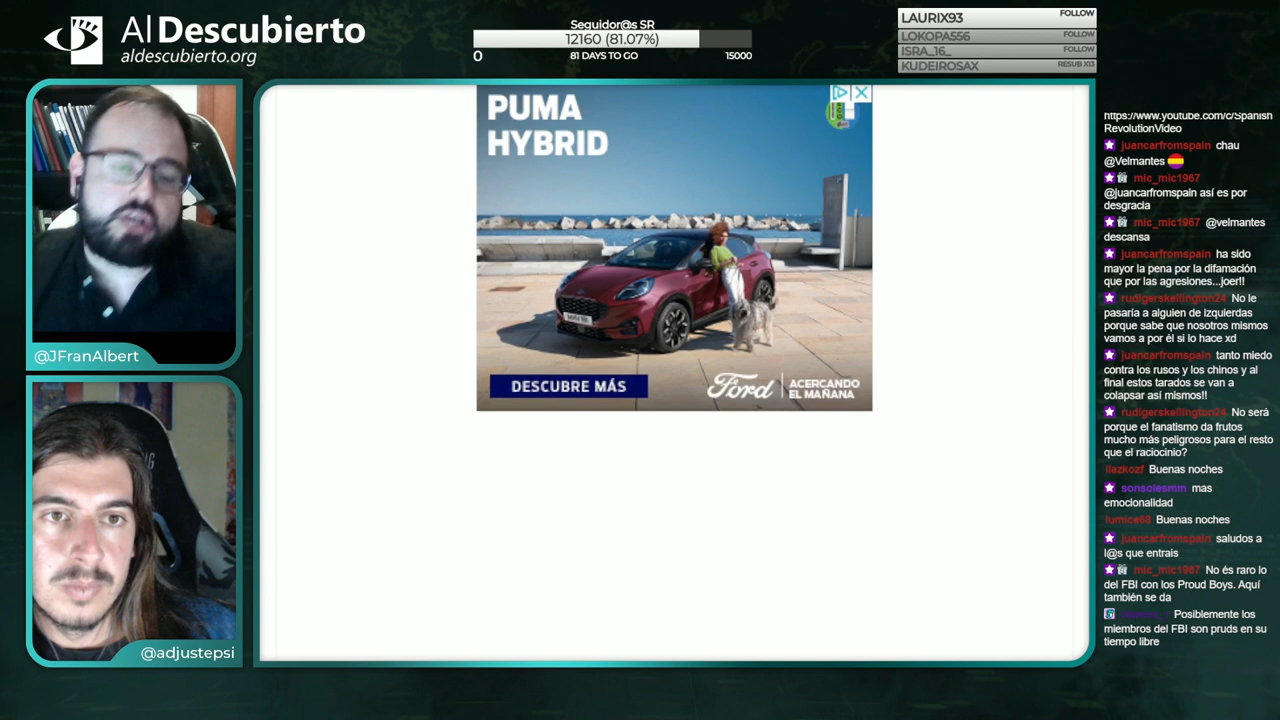 Al Descubierto
aldescubierto.org
Seguidor@s SR
12160 (81.07%)
0
81 DAYS TO GO
15000
LAURIX93 FOLLOW
LOKOPA556 FOLLOW
ISRA_16_ FOLLOW
KUDEIROSAX RESUB X13
@JFranAlbert
@adjustepsi
PUMA
HYBRID
DESCUBRE MÁS
Ford
ACERCANDO
EL MAÑANA
https://www.youtube.com/c/Spanish
RevolutionVideo
juancarfromspain chau
@Velmantes
mic_mic1967
@juancarfromspain así es por
desgracia
mic_mic1967 @velmantes
descansa
juancarfromspain ha sido
mayor la pena por la difamación
que por las agresiones...joer!!
rudigerskellington24 No le
pasaría a alguien de izquierdas
porque sabe que nosotros mismos
vamos a por él si lo hace xd
juancarfromspain tanto miedo
contra los rusos y los chinos y al
final estos tarados se van a
colapsar así mismos!!
rudigerskellington24 No será
porque el fanatismo da frutos
mucho más peligrosos para el resto
que el raciocinio?
llazkozf Buenas noches
sonsolesmm mas
emocionalidad
lumica68 Buenas noches
juancarfromspain saludos a
l@s que entrais
mic_mic1967 No és raro lo
del FBI con los Proud Boys. Aquí
también se da
Posiblemente los
miembros del FBI son pruds en su
tiempo libre